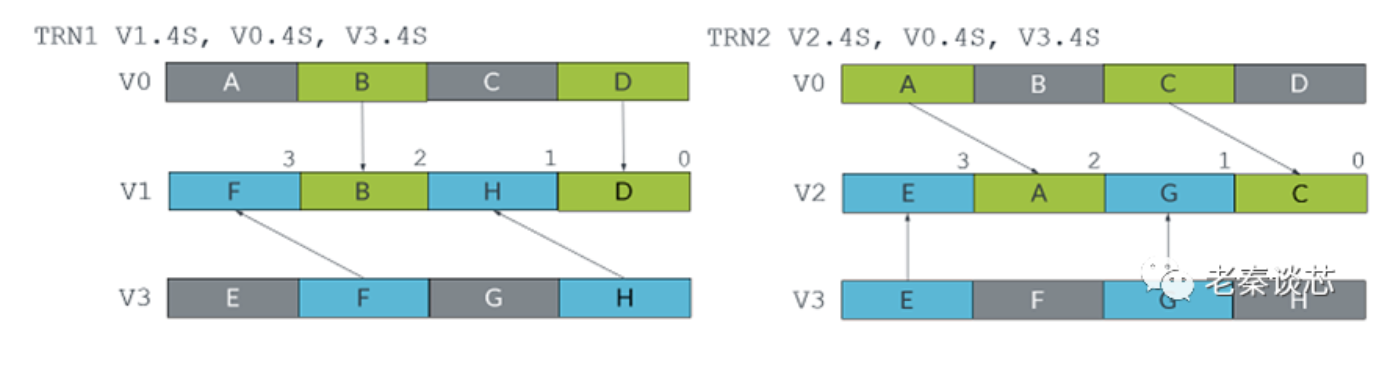 TRN1 V1.4S, V0.4S, V3.4S
V0 A B C D
3 2 1 0
V1 F B H D
V3 E F G H
TRN2 V2.4S, V0.4S, V3.4S
V0 A B C D
3 2 1 0
V2 E A G C
V3 E F G H
老秦谈芯